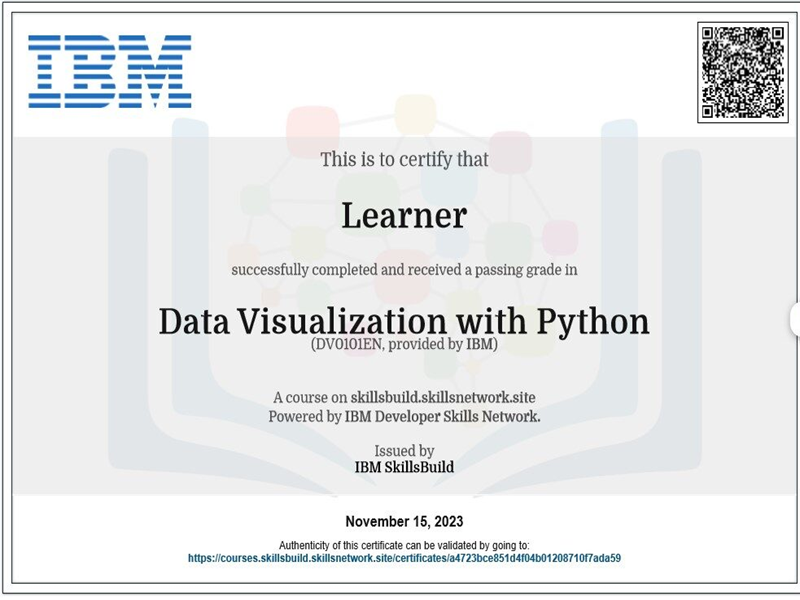 IBM
This is to certify that
Learner
successfully completed and received a passing grade in
Data Visualization with Python
(DV0101EN, provided by IBM)
A course on skillsbuild.skillsnetwork.site
Powered by IBM Developer Skills Network.
Issued by
IBM SkillsBuild
November 15, 2023
Authenticity of this certificate can be validated by going to:
https://courses.skillsbuild.skillsnetwork.site/certificates/a4723bce851d4f04b01208710f7ada59